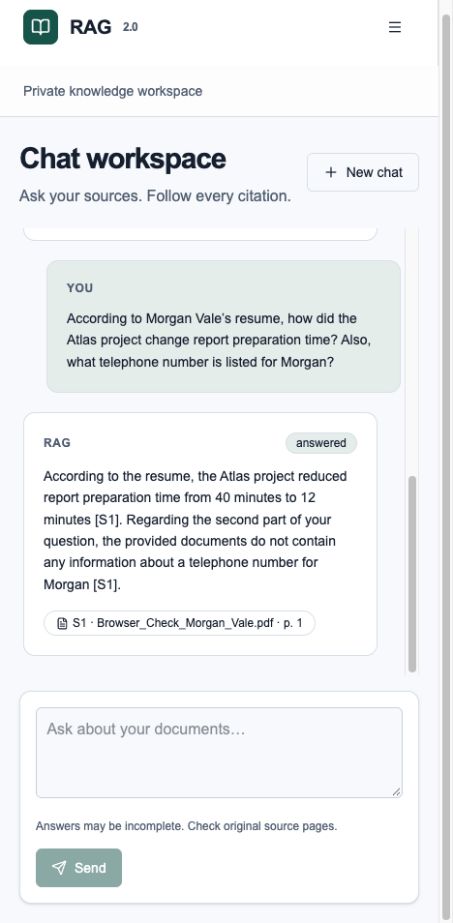 RAG 2.0
Private knowledge workspace
Chat workspace
Ask your sources. Follow every citation.
+ New chat
YOU
According to Morgan Vale's resume, how did the
Atlas project change report preparation time? Also,
what telephone number is listed for Morgan?
RAG
answered
According to the resume, the Atlas project reduced
report preparation time from 40 minutes to 12
minutes [S1]. Regarding the second part of your
question, the provided documents do not contain
any information about a telephone number for
Morgan [S1].
S1 · Browser_Check_Morgan_Vale.pdf · p. 1
Ask about your documents…
Answers may be incomplete. Check original source pages.
Send